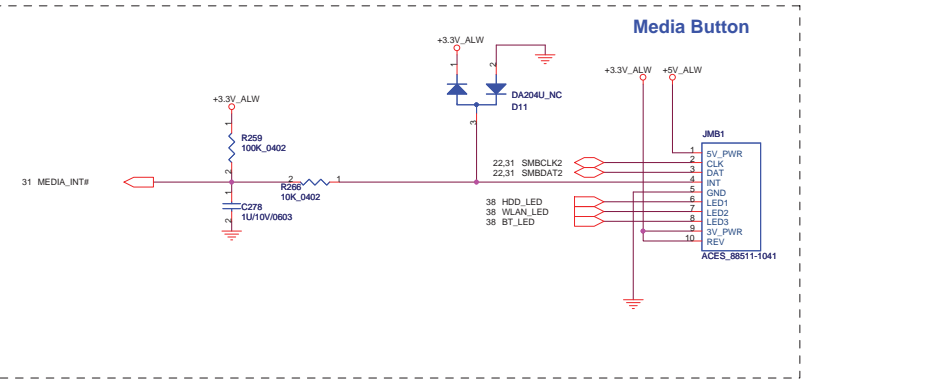 Media Button
+3.3V_ALW
1
2
DA204U_NC
D11
3
+3.3V_ALW
+5V_ALW
+3.3V_ALW
1
R259
100K_0402
2
31 MEDIA_INT#
2
R266
10K_0402
1
1
C278
1U/10V/0603
2
22,31 SMBCLK2
22,31 SMBDAT2
38 HDD_LED
38 WLAN_LED
38 BT_LED
JMB1
1 5V_PWR
2 CLK
3 DAT
4 INT
5 GND
6 LED1
7 LED2
8 LED3
9 3V_PWR
10 REV
ACES_88511-1041